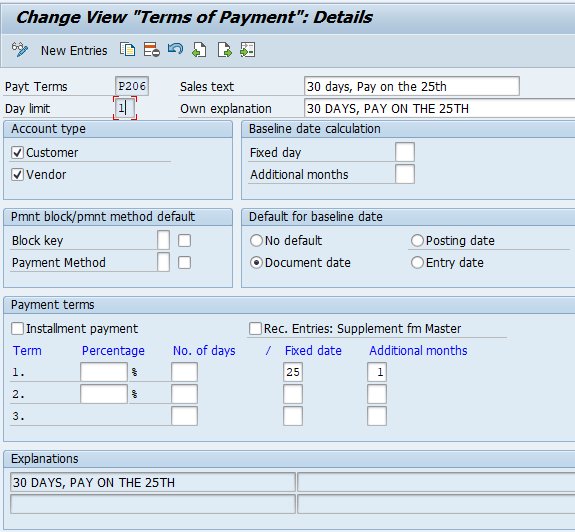 Change View "Terms of Payment": Details
New Entries
Payt Terms P206 Sales text 30 days, Pay on the 25th
Day limit 1 Own explanation 30 DAYS, PAY ON THE 25TH
Account type Baseline date calculation
Customer Fixed day
Vendor Additional months
Pmnt block/pmnt method default Default for baseline date
Block key No default Posting date
Payment Method Document date Entry date
Payment terms
Installment payment Rec. Entries: Supplement fm Master
Term Percentage No. of days / Fixed date Additional months
1. % 25 1
2. %
3.
Explanations
30 DAYS, PAY ON THE 25TH